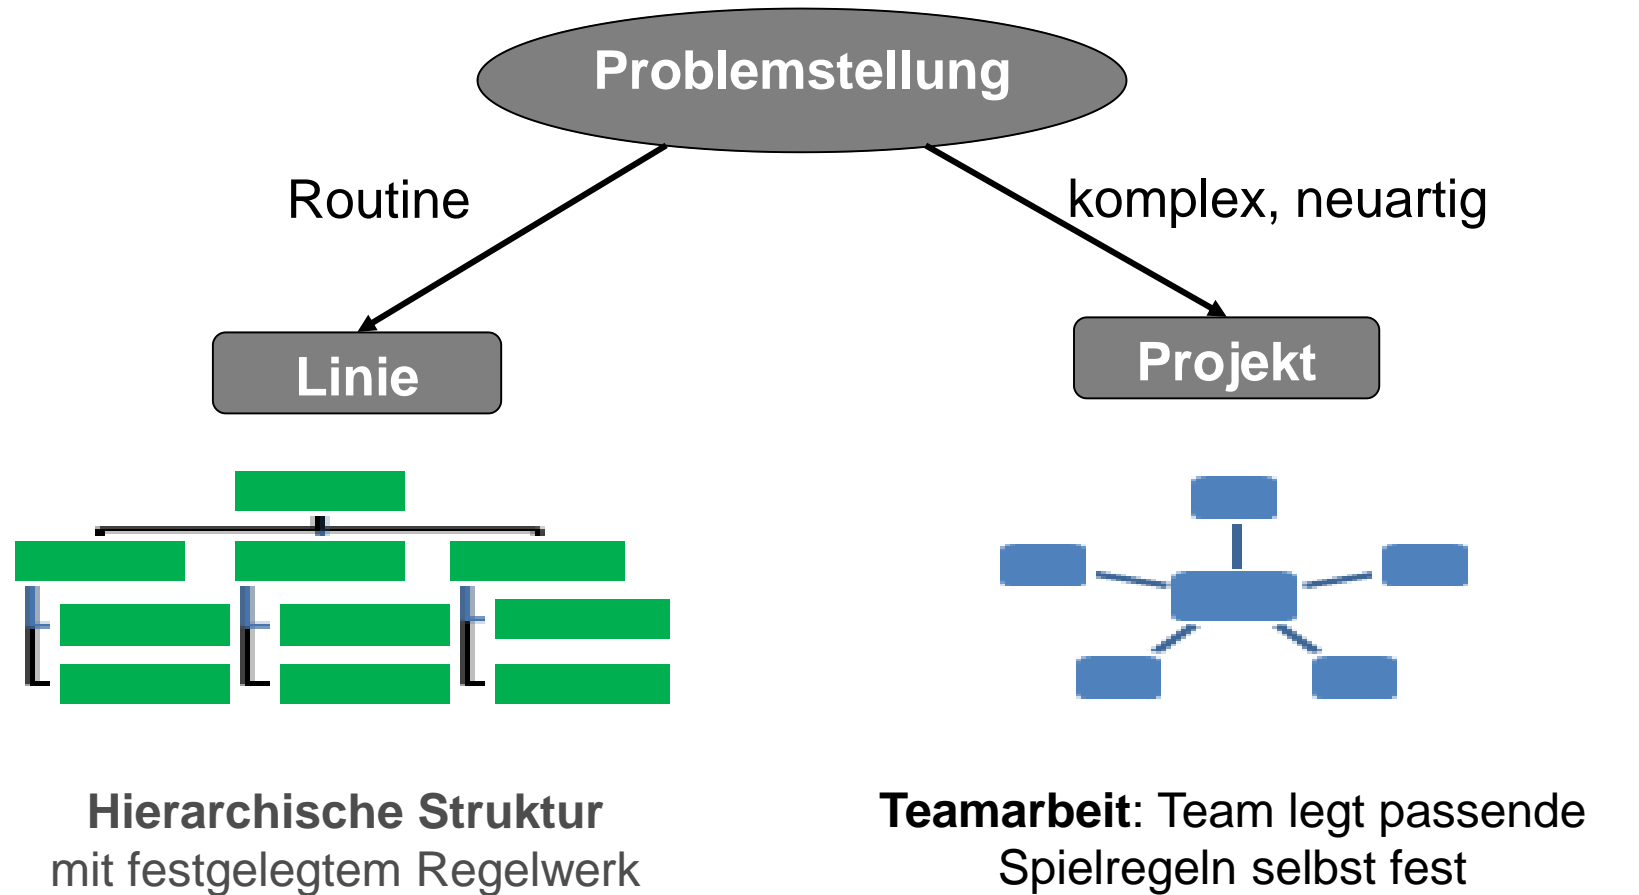 Problemstellung
Routine
komplex, neuartig
Linie
Projekt
Hierarchische Struktur
mit festgelegtem Regelwerk
Teamarbeit: Team legt passende
Spielregeln selbst fest